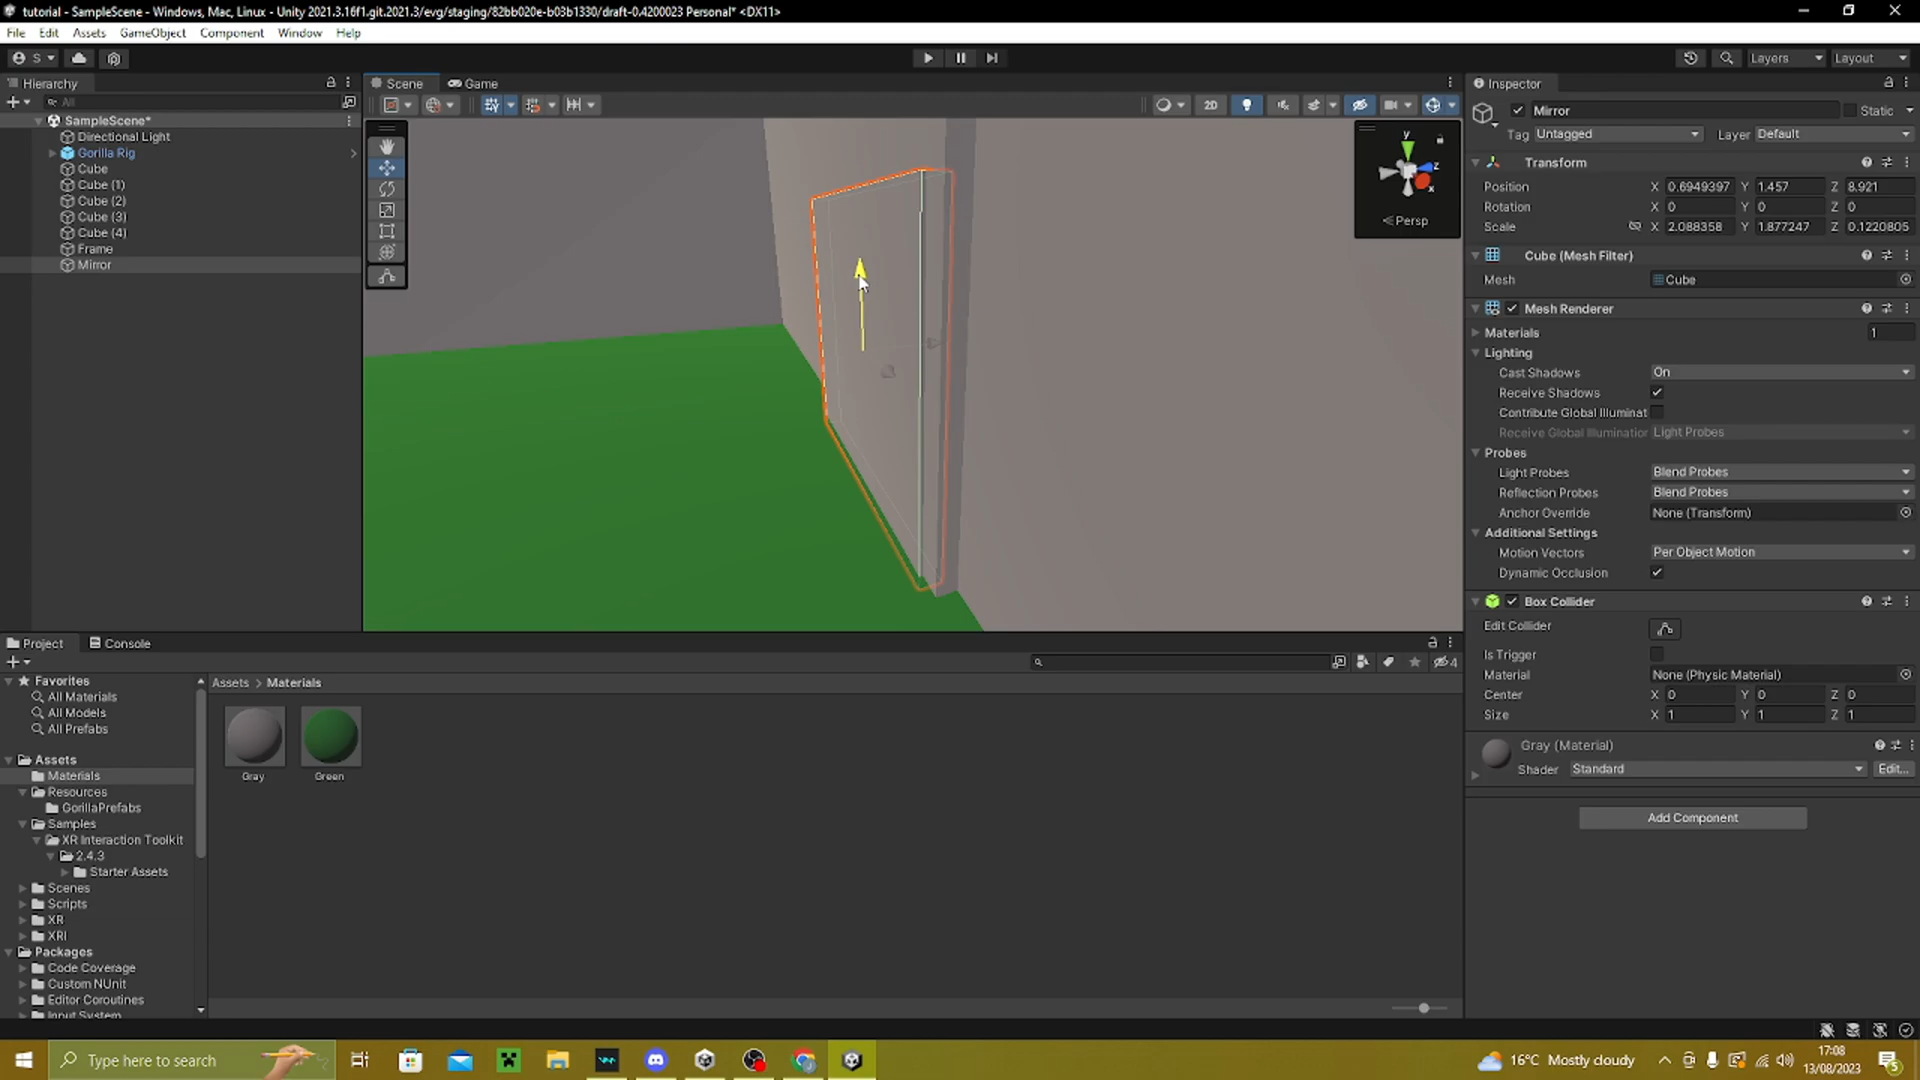 tutorial - SampleScene - Windows, Mac, Linux - Unity 2021.3.16f1.git.2021.3/evg/staging/82bb020e-b03b1330/draft-0.4200023 Personal* <DX11>
File Edit Assets GameObject Component Window Help
S Layers Layout
Hierarchy
All
SampleScene*
Directional Light
Gorilla Rig
Cube
Cube (1)
Cube (2)
Cube (3)
Cube (4)
Frame
Mirror
Scene Game
2D
y
z
x
Persp
Inspector
Mirror Static
Tag Untagged Layer Default
Transform
Position X 0.6949397 Y 1.457 Z 8.921
Rotation X 0 Y 0 Z 0
Scale X 2.088358 Y 1.877247 Z 0.1220805
Cube (Mesh Filter)
Mesh Cube
Mesh Renderer
Materials 1
Lighting
Cast Shadows On
Receive Shadows
Contribute Global Illuminat
Receive Global Illumination Light Probes
Probes
Light Probes Blend Probes
Reflection Probes Blend Probes
Anchor Override None (Transform)
Additional Settings
Motion Vectors Per Object Motion
Dynamic Occlusion
Box Collider
Edit Collider
Is Trigger
Material None (Physic Material)
Center X 0 Y 0 Z 0
Size X 1 Y 1 Z 1
Gray (Material)
Shader Standard Edit...
Add Component
Project Console
4
Favorites
All Materials
All Models
All Prefabs
Assets
Materials
Resources
GorillaPrefabs
Samples
XR Interaction Toolkit
2.4.3
Starter Assets
Scenes
Scripts
XR
XRI
Packages
Code Coverage
Custom NUnit
Editor Coroutines
Input System
Assets > Materials
Gray Green
Type here to search
16°C Mostly cloudy
17:08
13/08/2023
5